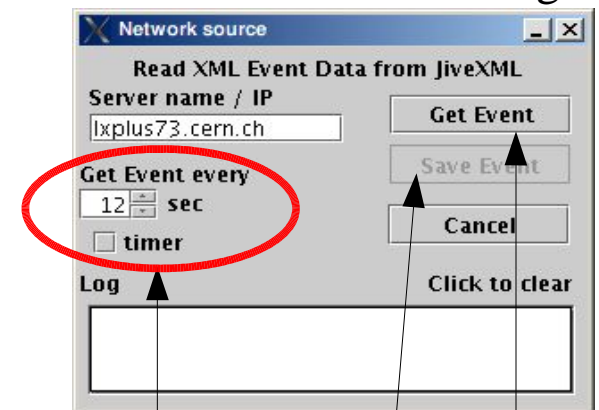 Network source
Read XML Event Data from JiveXML
Server name / IP
lxplus73.cern.ch
Get Event
Get Event every
Save Event
12 sec
Cancel
timer
Log Click to clear